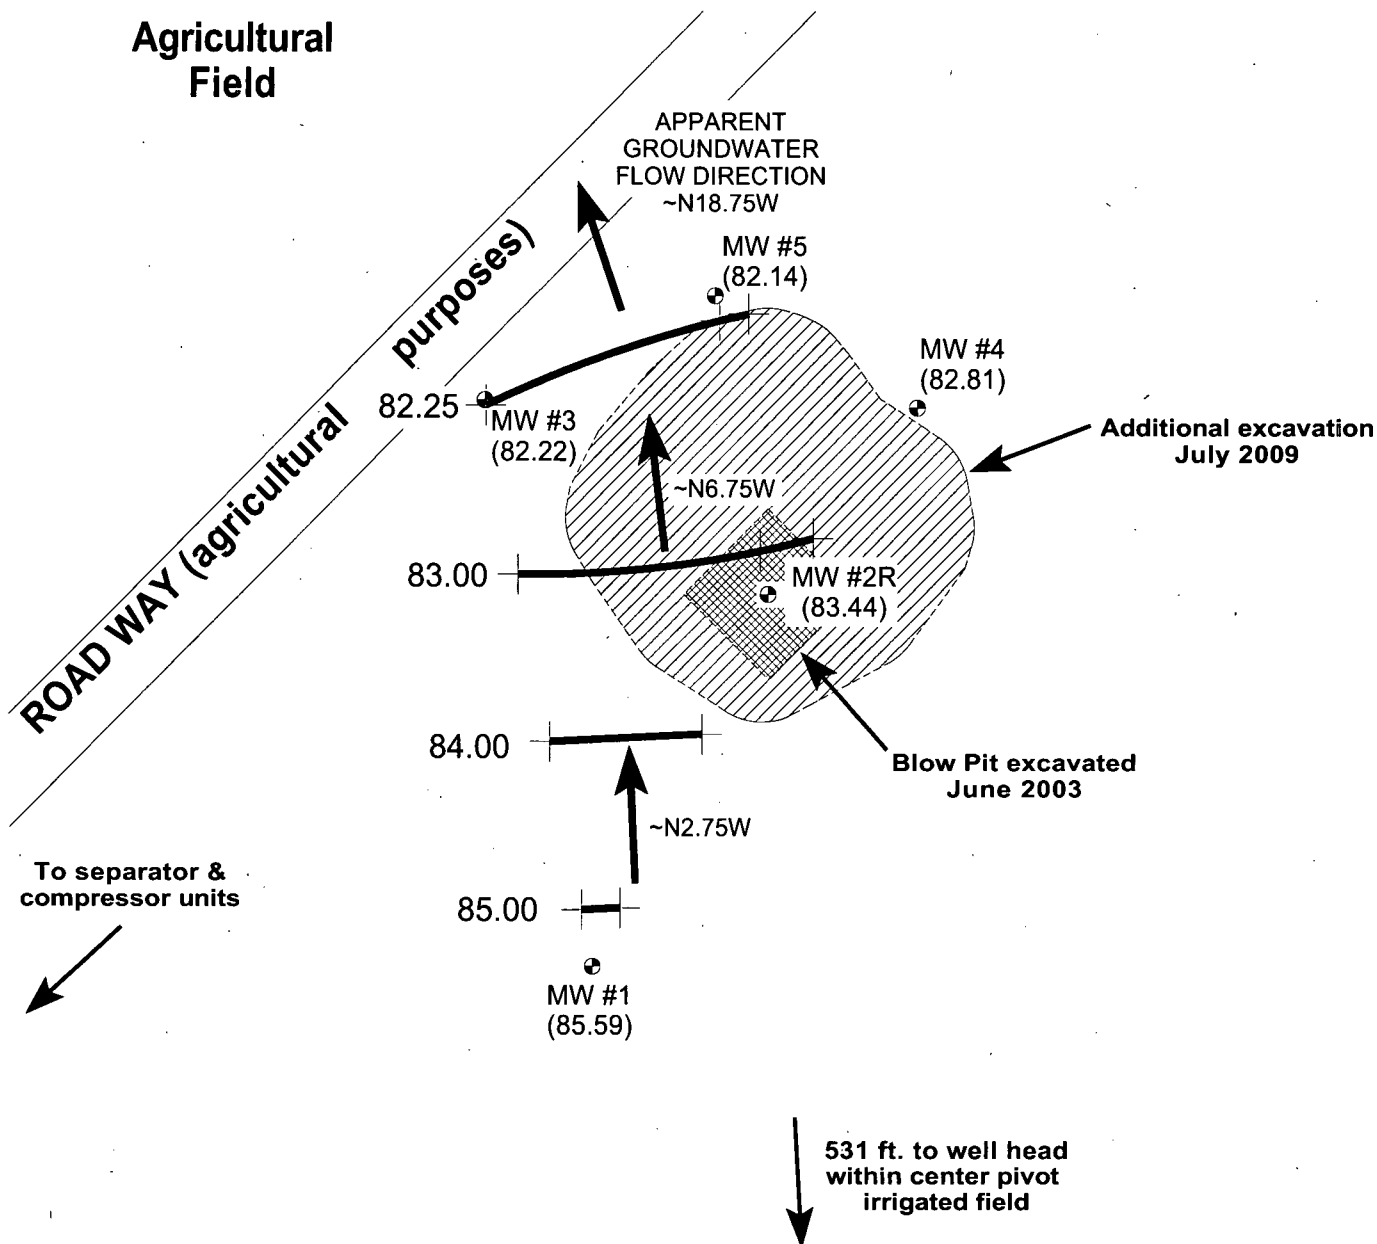 Agricultural
Field
APPARENT
GROUNDWATER
FLOW DIRECTION
~N18.75W
MW #5
(82.14)
ROAD WAY (agricultural purposes)
MW #4
(82.81)
82.25
MW #3
(82.22)
Additional excavation
July 2009
~N6.75W
83.00
MW #2R
(83.44)
84.00
Blow Pit excavated
June 2003
~N2.75W
To separator &
compressor units
85.00
MW #1
(85.59)
531 ft. to well head
within center pivot
irrigated field